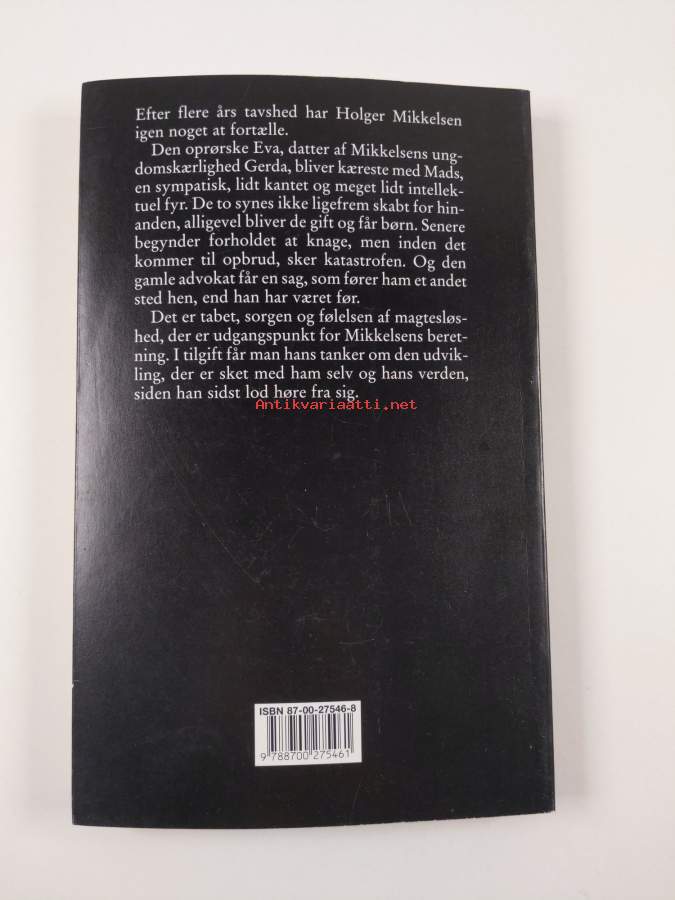 Efter flere års tavshed har Holger Mikkelsen
igen noget at fortælle.
Den oprørske Eva, datter af Mikkelsens ung-
domskærlighed Gerda, bliver kæreste med Mads,
en sympatisk, lidt kantet og meget lidt intellek-
tuel fyr. De to synes ikke ligefrem skabt for hin-
anden, alligevel bliver de gift og får børn. Senere
begynder forholdet at knage, men inden det
kommer til opbrud, sker katastrofen. Og den
gamle advokat får en sag, som fører ham et andet
sted hen, end han har været før.
Det er tabet, sorgen og følelsen af magtesløs-
hed, der er udgangspunkt for Mikkelsens beret-
ning. I tilgift får man hans tanker om den udvik-
ling, der er sket med ham selv og hans verden,
siden han sidst lod høre fra sig.
Antikvariaatti.net
ISBN 87-00-27546-8
9 788700 275461